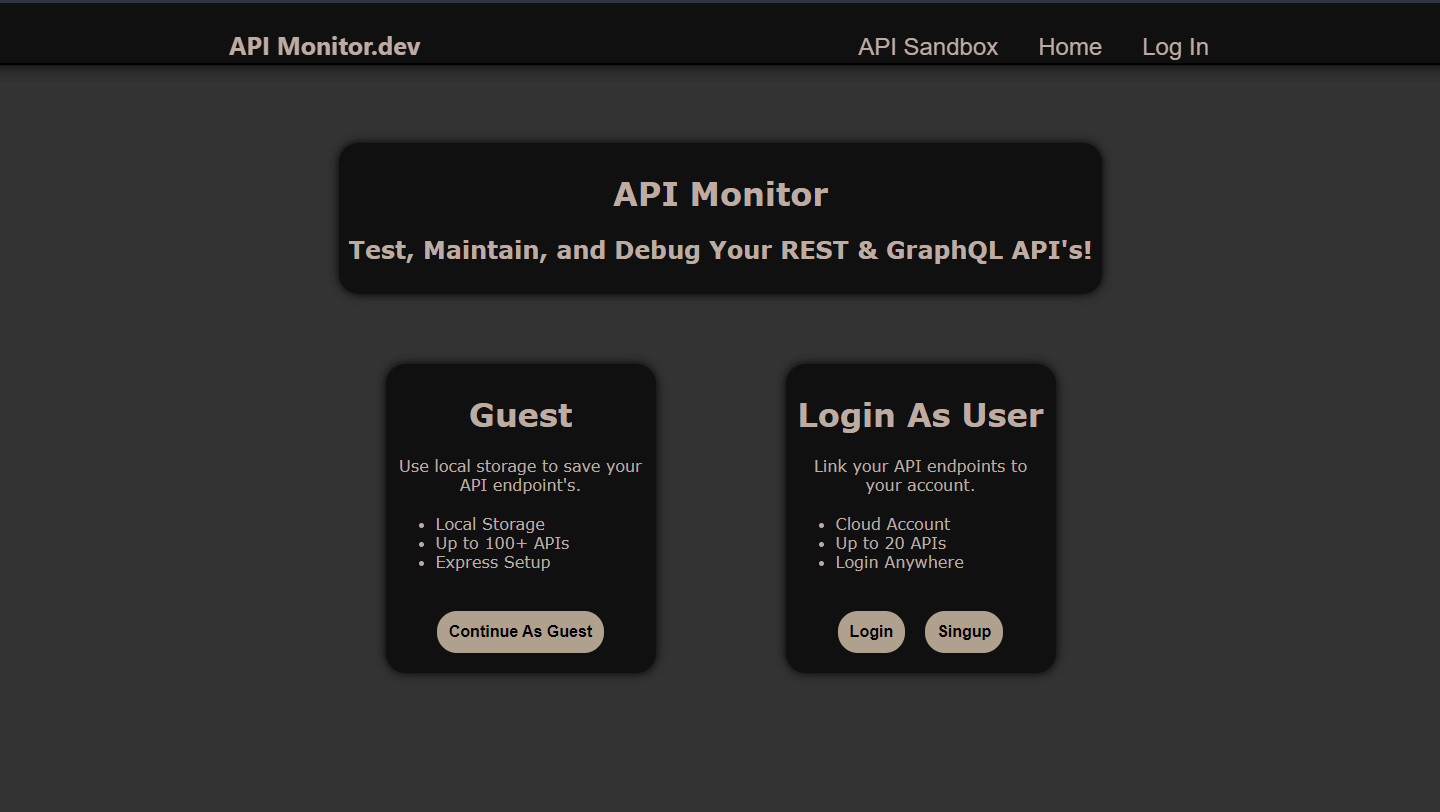 API Monitor.dev
API Sandbox
Home
Log In
API Monitor
Test, Maintain, and Debug Your REST & GraphQL API's!
Guest
Use local storage to save your
API endpoint's.
Local Storage
Up to 100+ APIs
Express Setup
Continue As Guest
Login As User
Link your API endpoints to
your account.
Cloud Account
Up to 20 APIs
Login Anywhere
Login
Singup